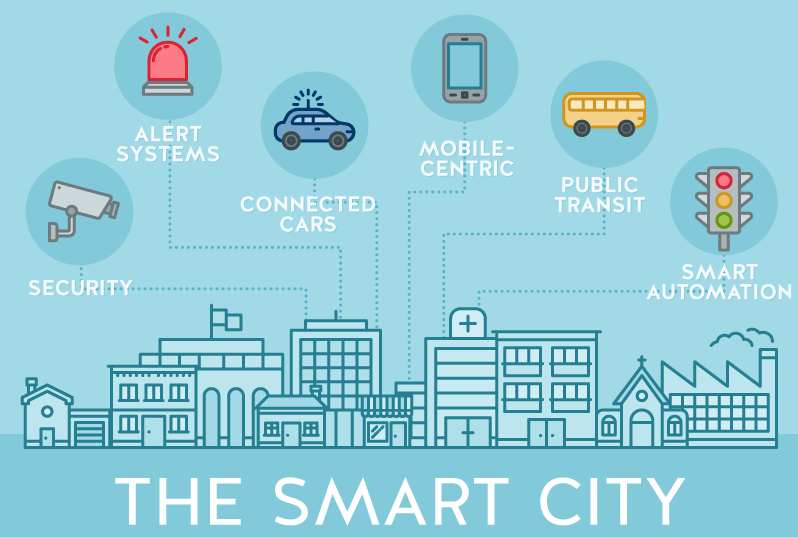 ALERT
SYSTEMS
MOBILE-
CENTRIC
PUBLIC
TRANSIT
CONNECTED
CARS
SMART
AUTOMATION
SECURITY
THE SMART CITY